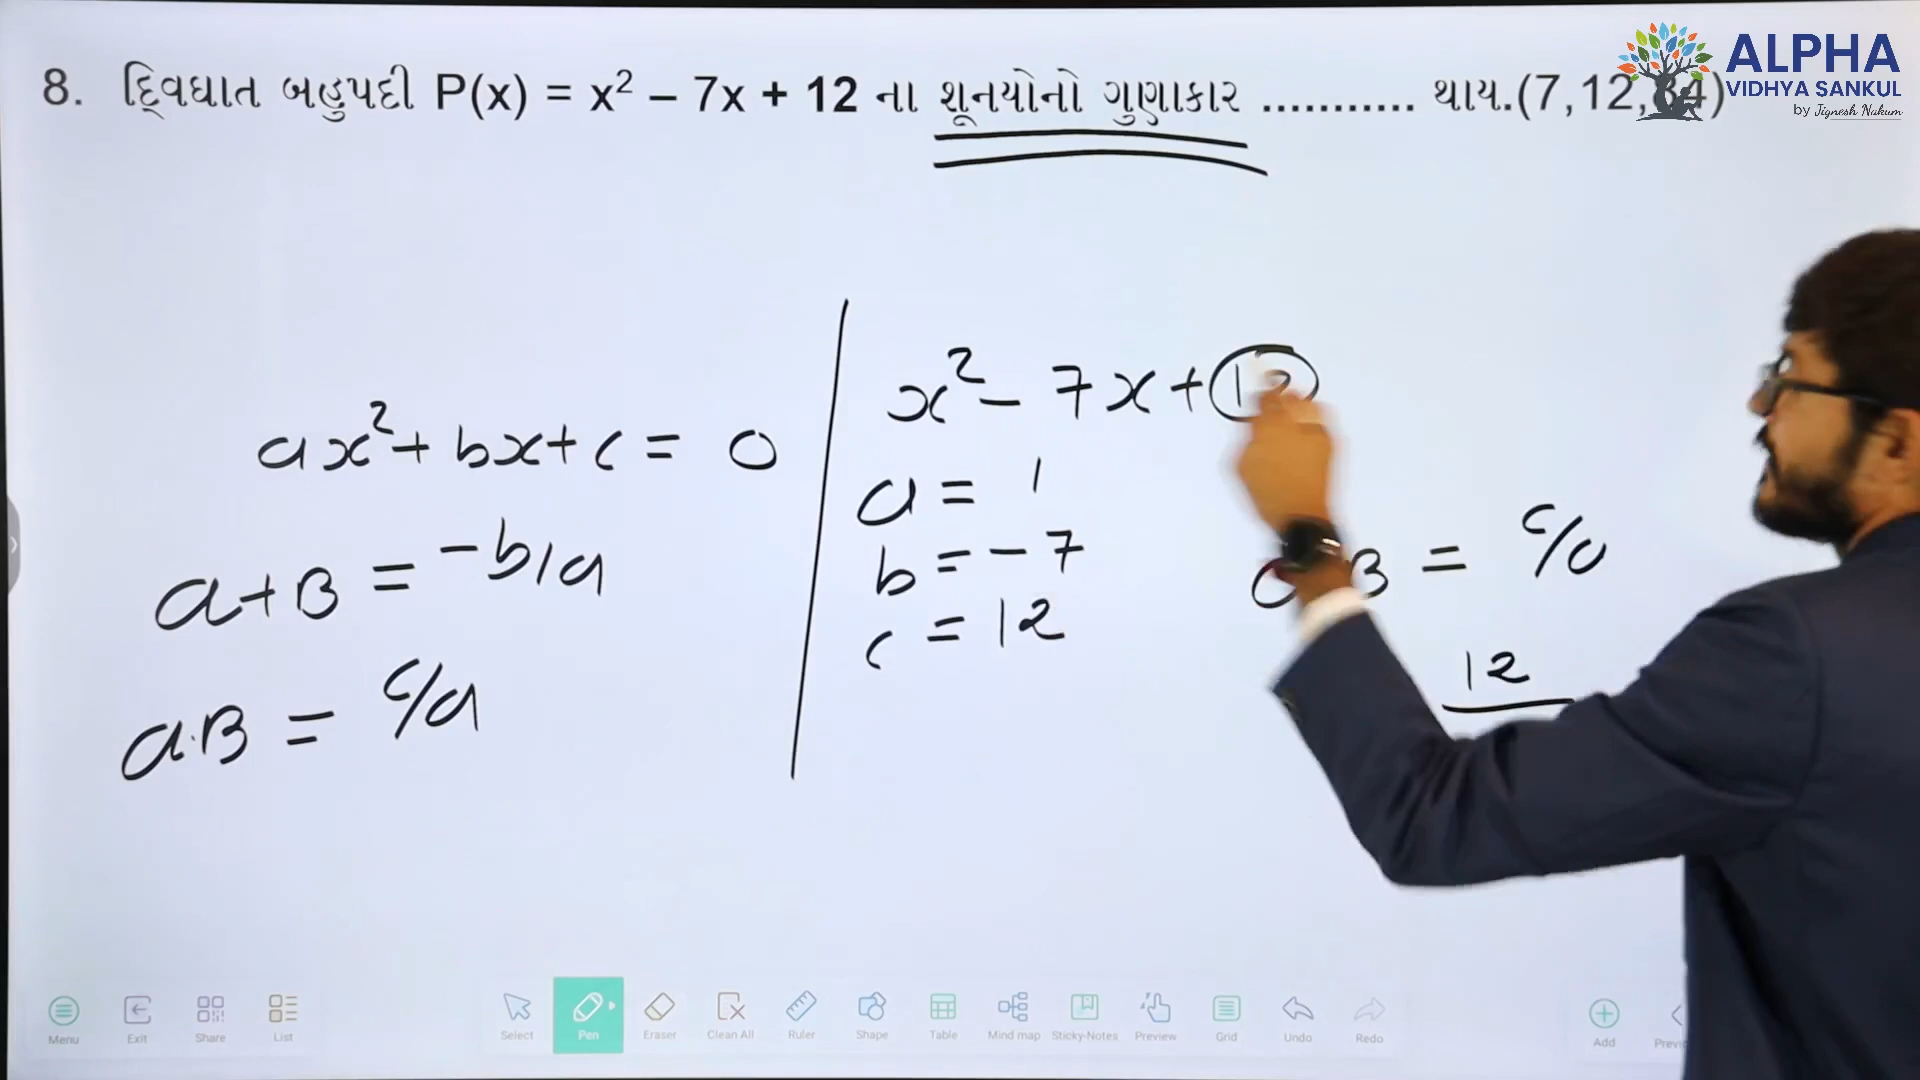 ALPHA
VIDHYA SANKUL
by Jignesh Nakum
8. દ્વિઘાત બહુપદી P(x) = x² – 7x + 12 ના શૂનયોનો ગુણાકાર ........... થાય.(7,12,84)
ax² + bx + c = 0
α+β = -b/a
α.β = c/a
x² - 7x + 12
a = 1
b = -7
c = 12
β = c/a
12
Menu
Exit
Share
List
Select
Pen
Eraser
Clean All
Ruler
Shape
Table
Mind map
Sticky-Notes
Preview
Grid
Undo
Redo
Add